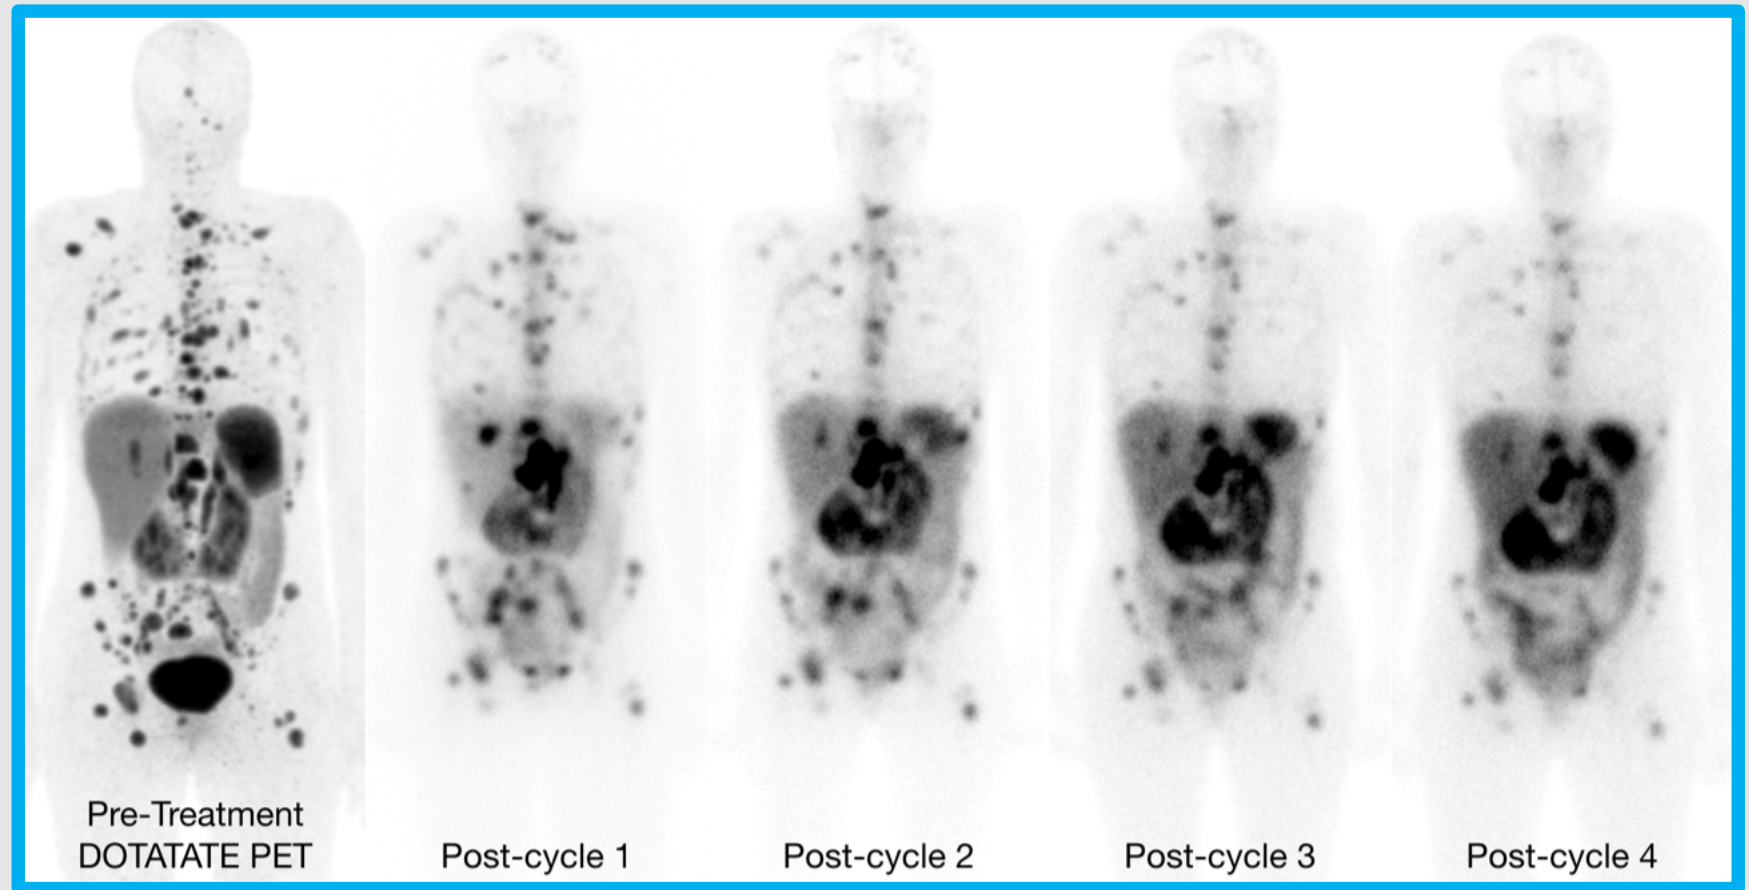 Pre-Treatment
DOTATATE PET
Post-cycle 1
Post-cycle 2
Post-cycle 3
Post-cycle 4